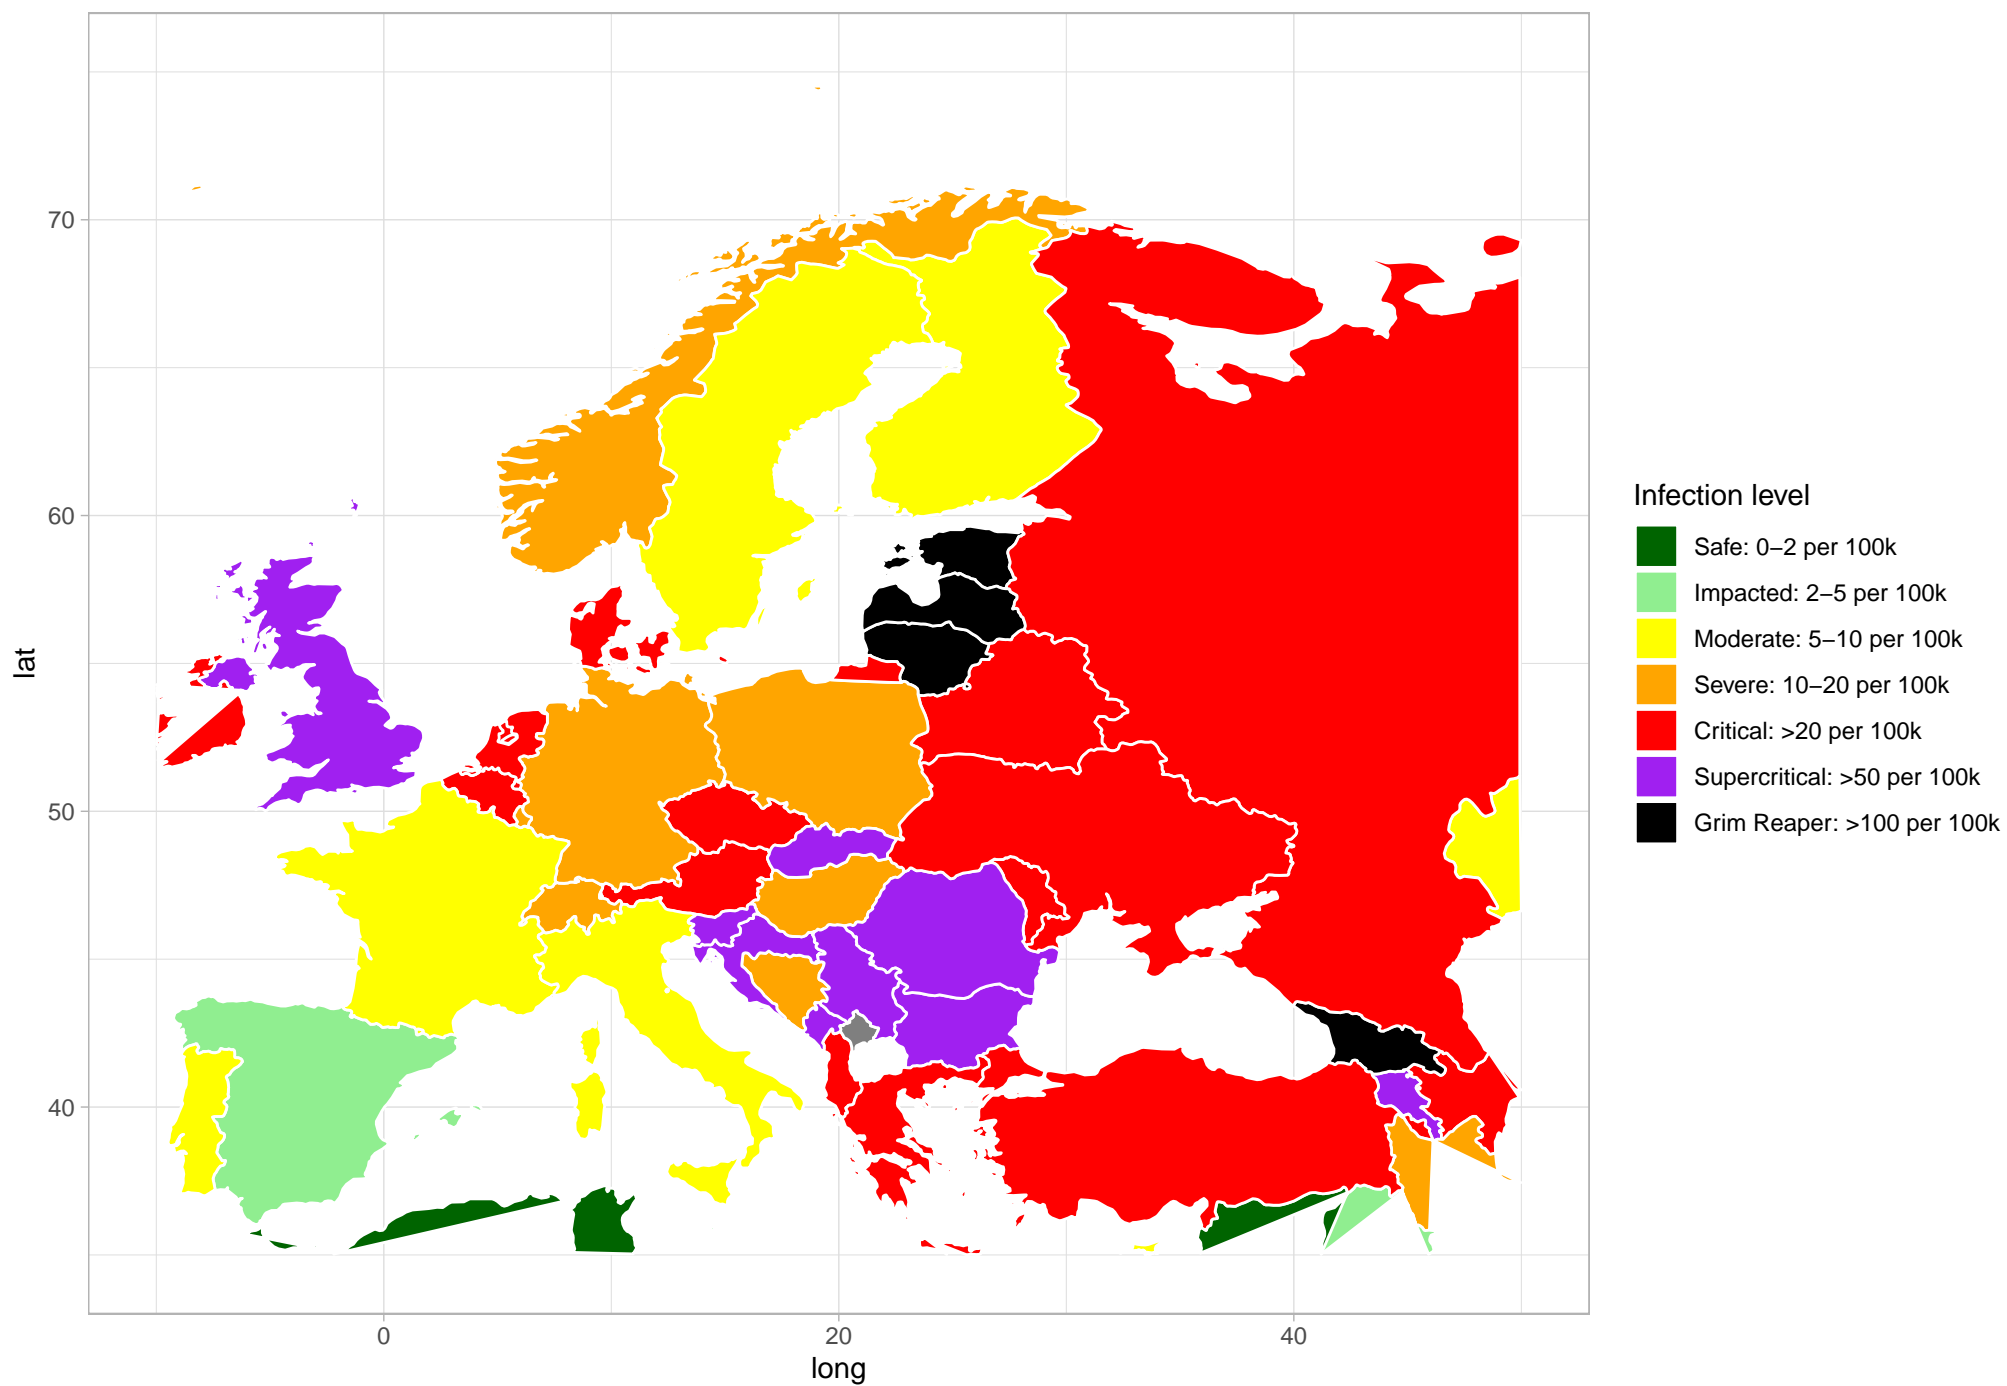 70
60
50
40
lat
0
20
40
long
Infection level
Safe: 0−2 per 100k
Impacted: 2−5 per 100k
Moderate: 5−10 per 100k
Severe: 10−20 per 100k
Critical: >20 per 100k
Supercritical: >50 per 100k
Grim Reaper: >100 per 100k